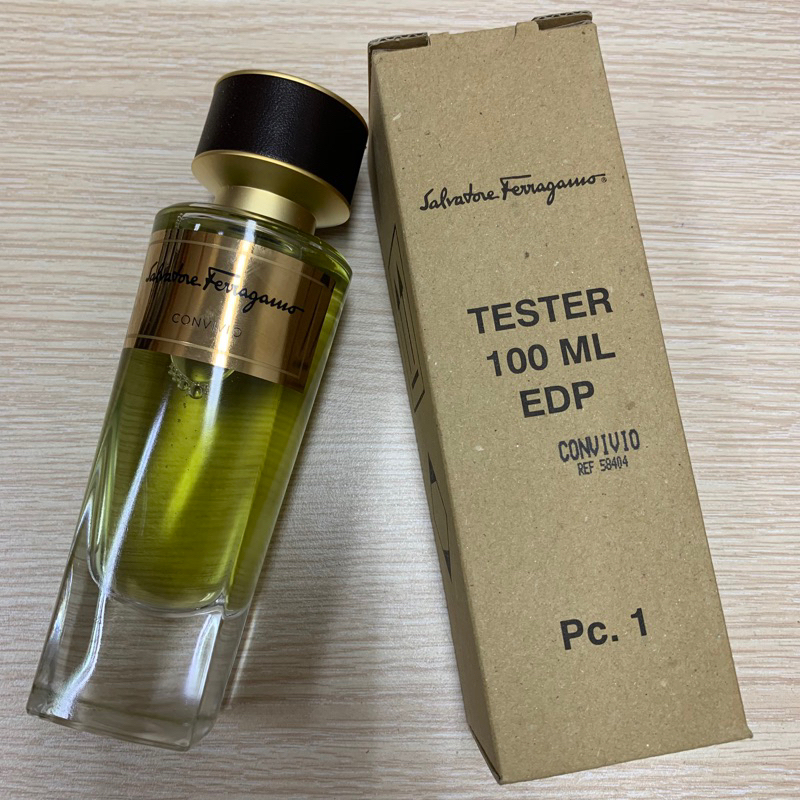 Salvatore Ferragamo
CONVIVIO
Salvatore Ferragamo®
TESTER
100 ML
EDP
CONVIVIO
REF 58404
Pc. 1